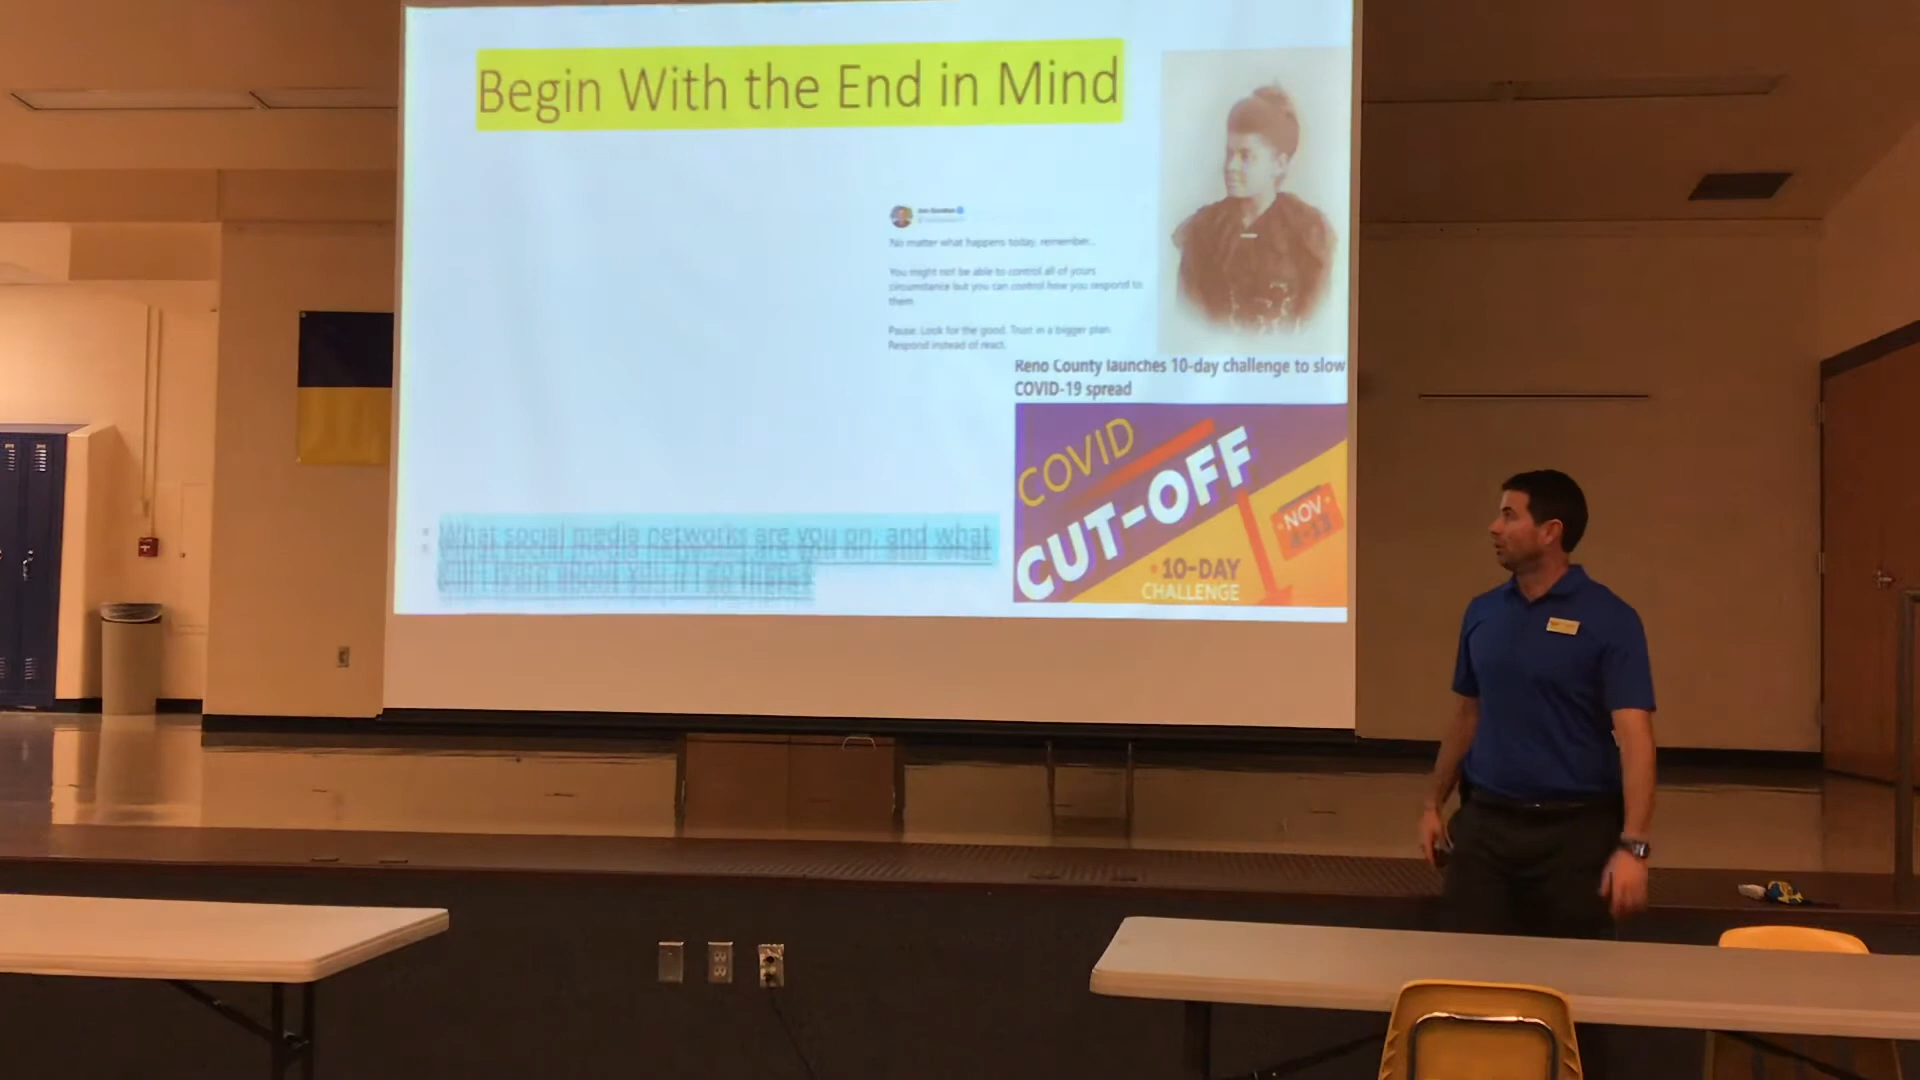 Begin With the End in Mind
No matter what happens today, remember...
You might not be able to control all of yours
circumstance but you can control how you respond to
them.
Pause. Look for the good. Trust in a bigger plan.
Respond instead of react.
Reno County launches 10-day challenge to slow
COVID-19 spread
COVID
CUT-OFF
NOV
10-DAY
CHALLENGE
What social media networks are you on, and what
will I learn about you if I go there?